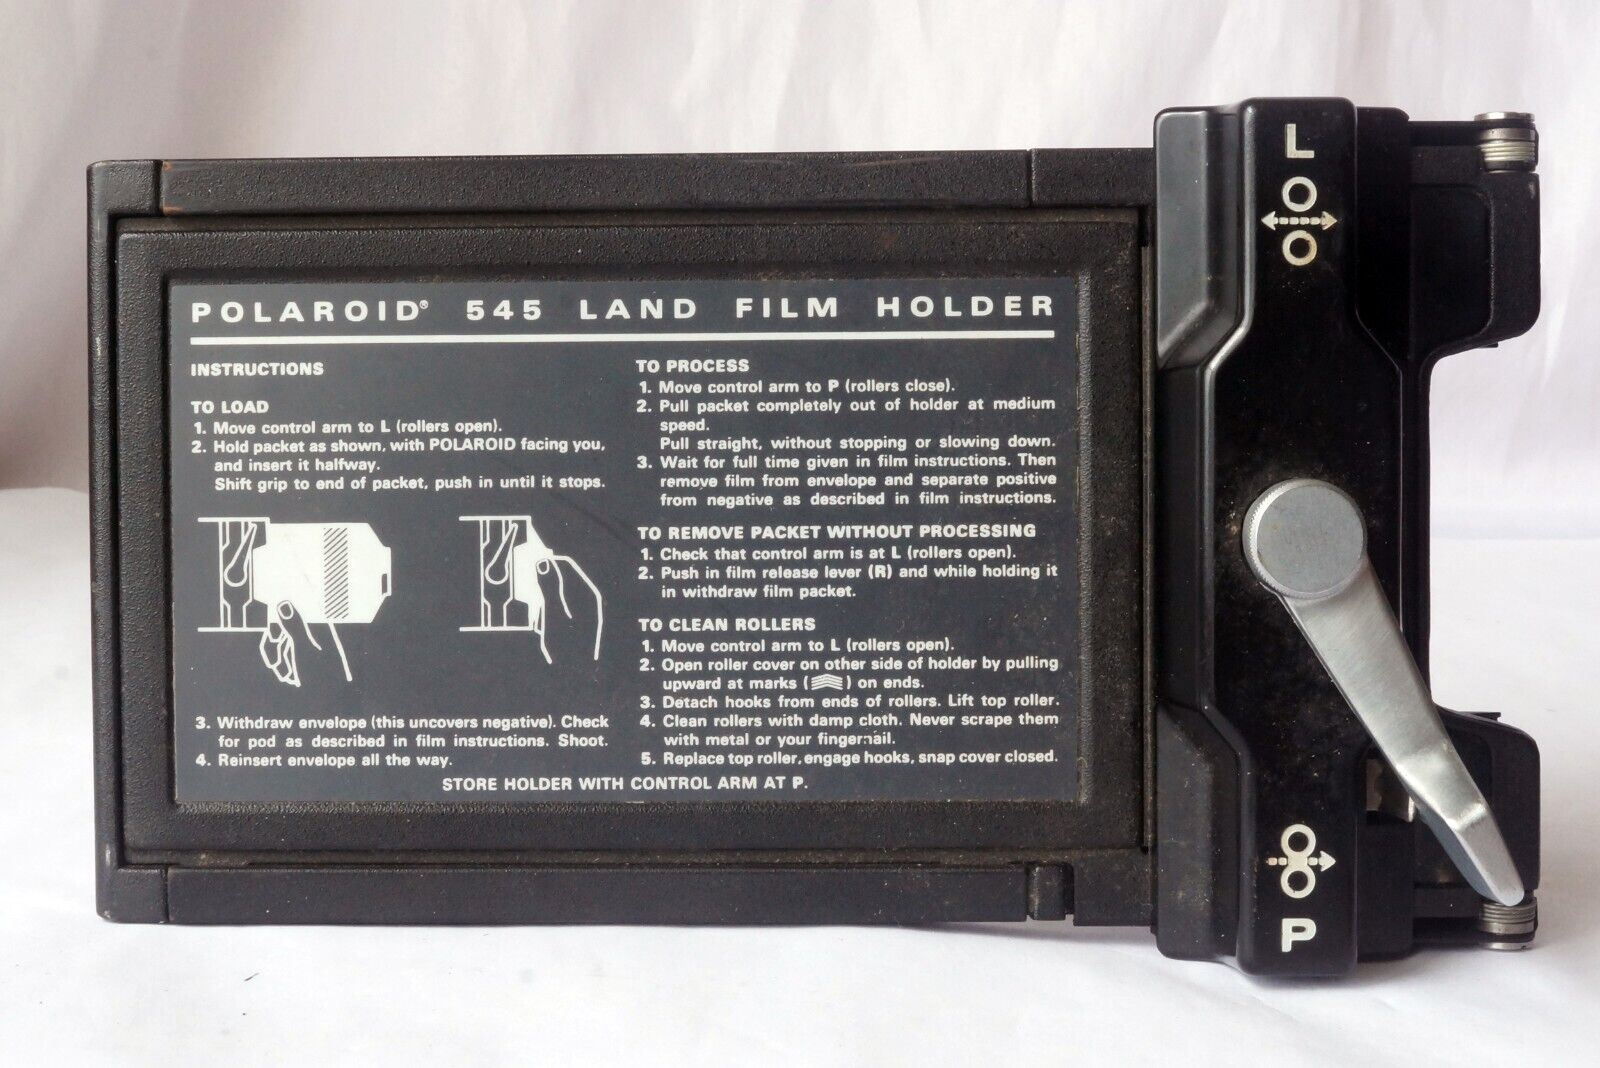 POLAROID® 545 LAND FILM HOLDER
INSTRUCTIONS
TO LOAD
1. Move control arm to L (rollers open).
2. Hold packet as shown, with POLAROID facing you,
and insert it halfway.
Shift grip to end of packet, push in until it stops.
3. Withdraw envelope (this uncovers negative). Check
for pod as described in film instructions. Shoot.
4. Reinsert envelope all the way.
TO PROCESS
1. Move control arm to P (rollers close).
2. Pull packet completely out of holder at medium
speed.
Pull straight, without stopping or slowing down.
3. Wait for full time given in film instructions. Then
remove film from envelope and separate positive
from negative as described in film instructions.
TO REMOVE PACKET WITHOUT PROCESSING
1. Check that control arm is at L (rollers open).
2. Push in film release lever (R) and while holding it
in withdraw film packet.
TO CLEAN ROLLERS
1. Move control arm to L (rollers open).
2. Open roller cover on other side of holder by pulling
upward at marks ( ) on ends.
3. Detach hooks from ends of rollers. Lift top roller.
4. Clean rollers with damp cloth. Never scrape them
with metal or your fingernail.
5. Replace top roller, engage hooks, snap cover closed.
STORE HOLDER WITH CONTROL ARM AT P.
L
P